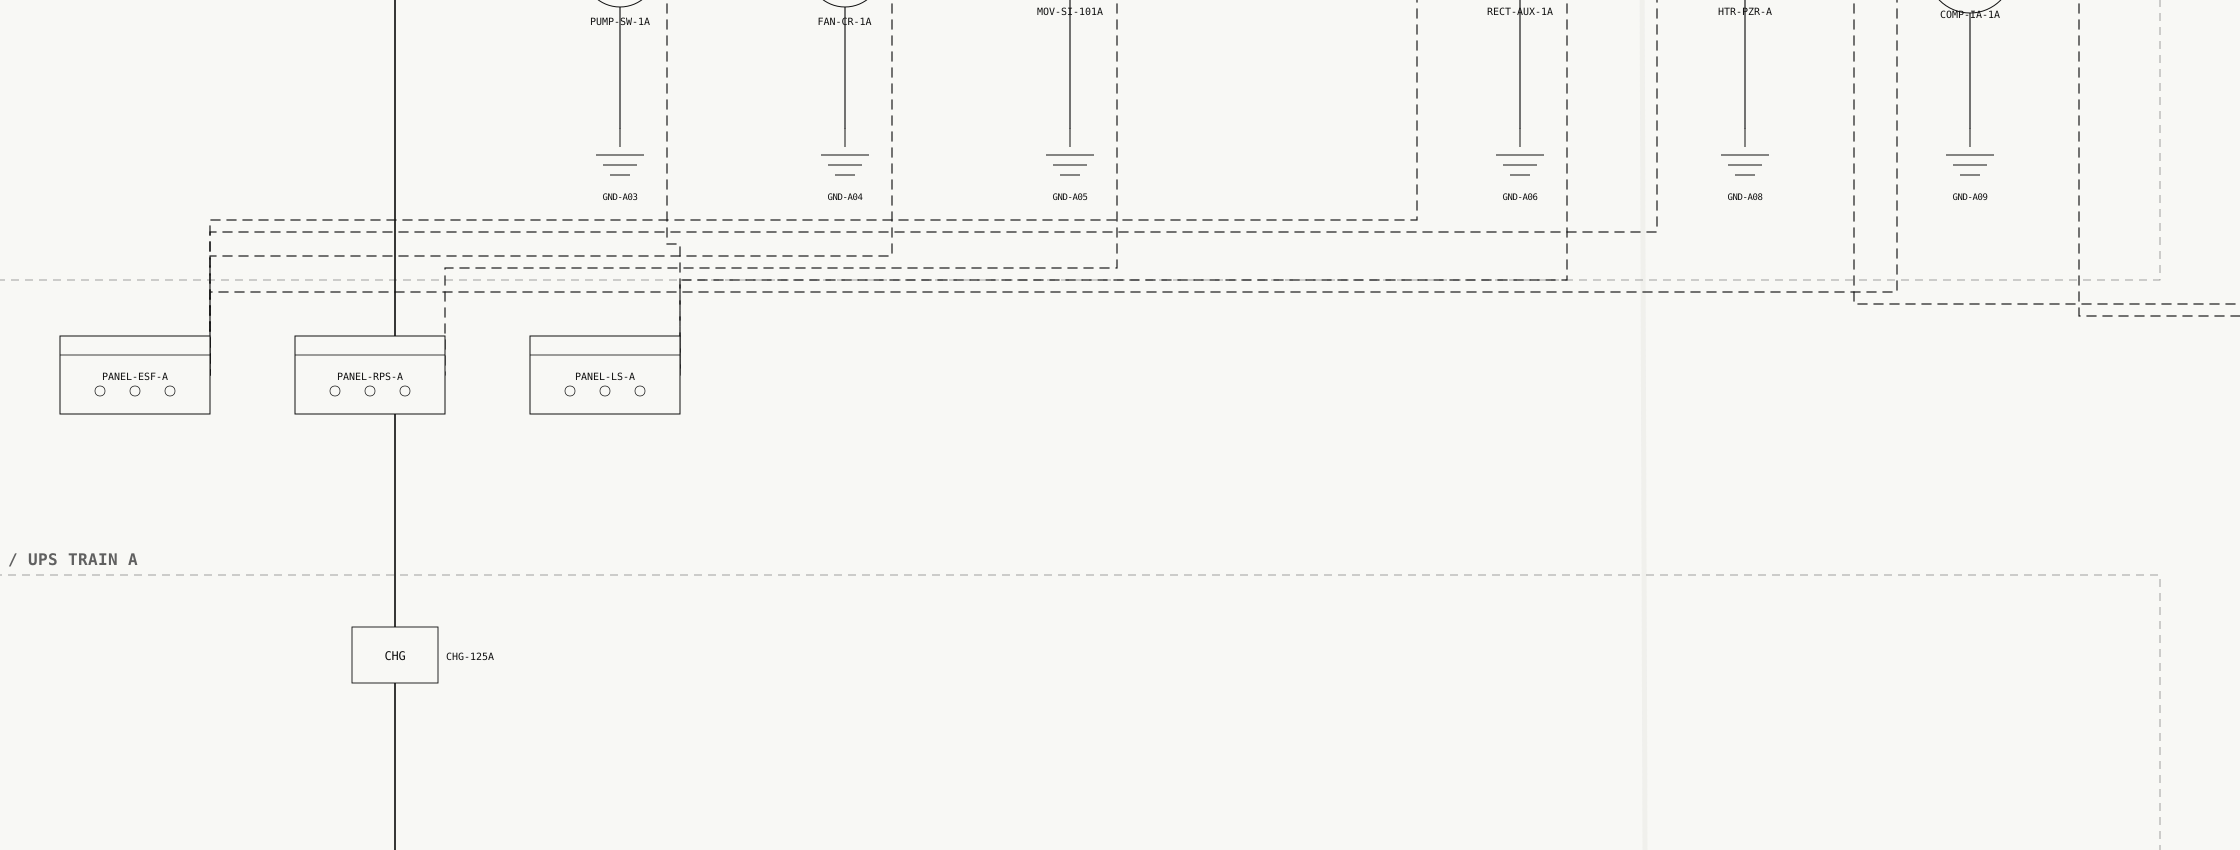 PUMP-SW-1A
FAN-CR-1A
MOV-SI-101A
RECT-AUX-1A
HTR-PZR-A
COMP-IA-1A
GND-A03
GND-A04
GND-A05
GND-A06
GND-A08
GND-A09
PANEL-ESF-A
PANEL-RPS-A
PANEL-LS-A
/ UPS TRAIN A
CHG
CHG-125A